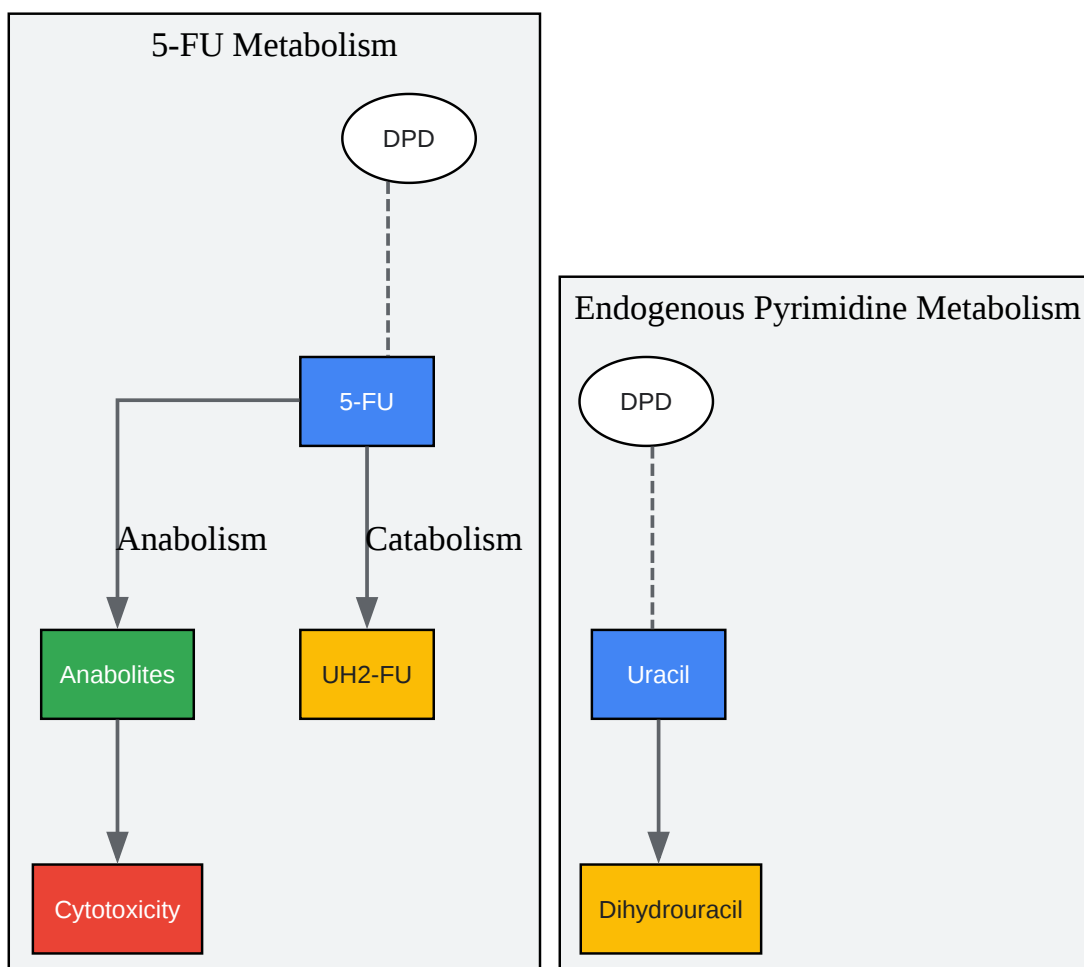 5-FU Metabolism
DPD
5-FU
Anabolism
Catabolism
Anabolites
UH2-FU
Cytotoxicity
Endogenous Pyrimidine Metabolism
DPD
Uracil
Dihydrouracil